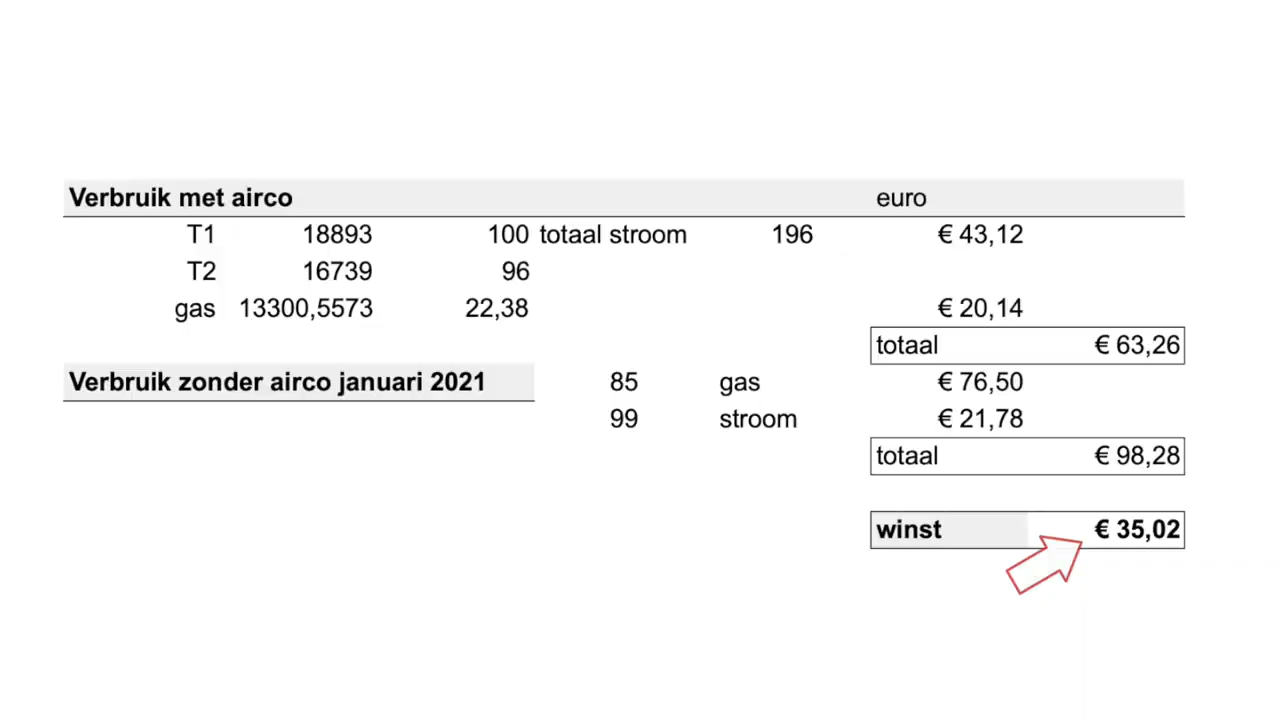 Verbruik met airco euro
T1 18893 100 totaal stroom 196 € 43,12
T2 16739 96
gas 13300,5573 22,38 € 20,14
totaal € 63,26
Verbruik zonder airco januari 2021 85 gas € 76,50
99 stroom € 21,78
totaal € 98,28
winst € 35,02